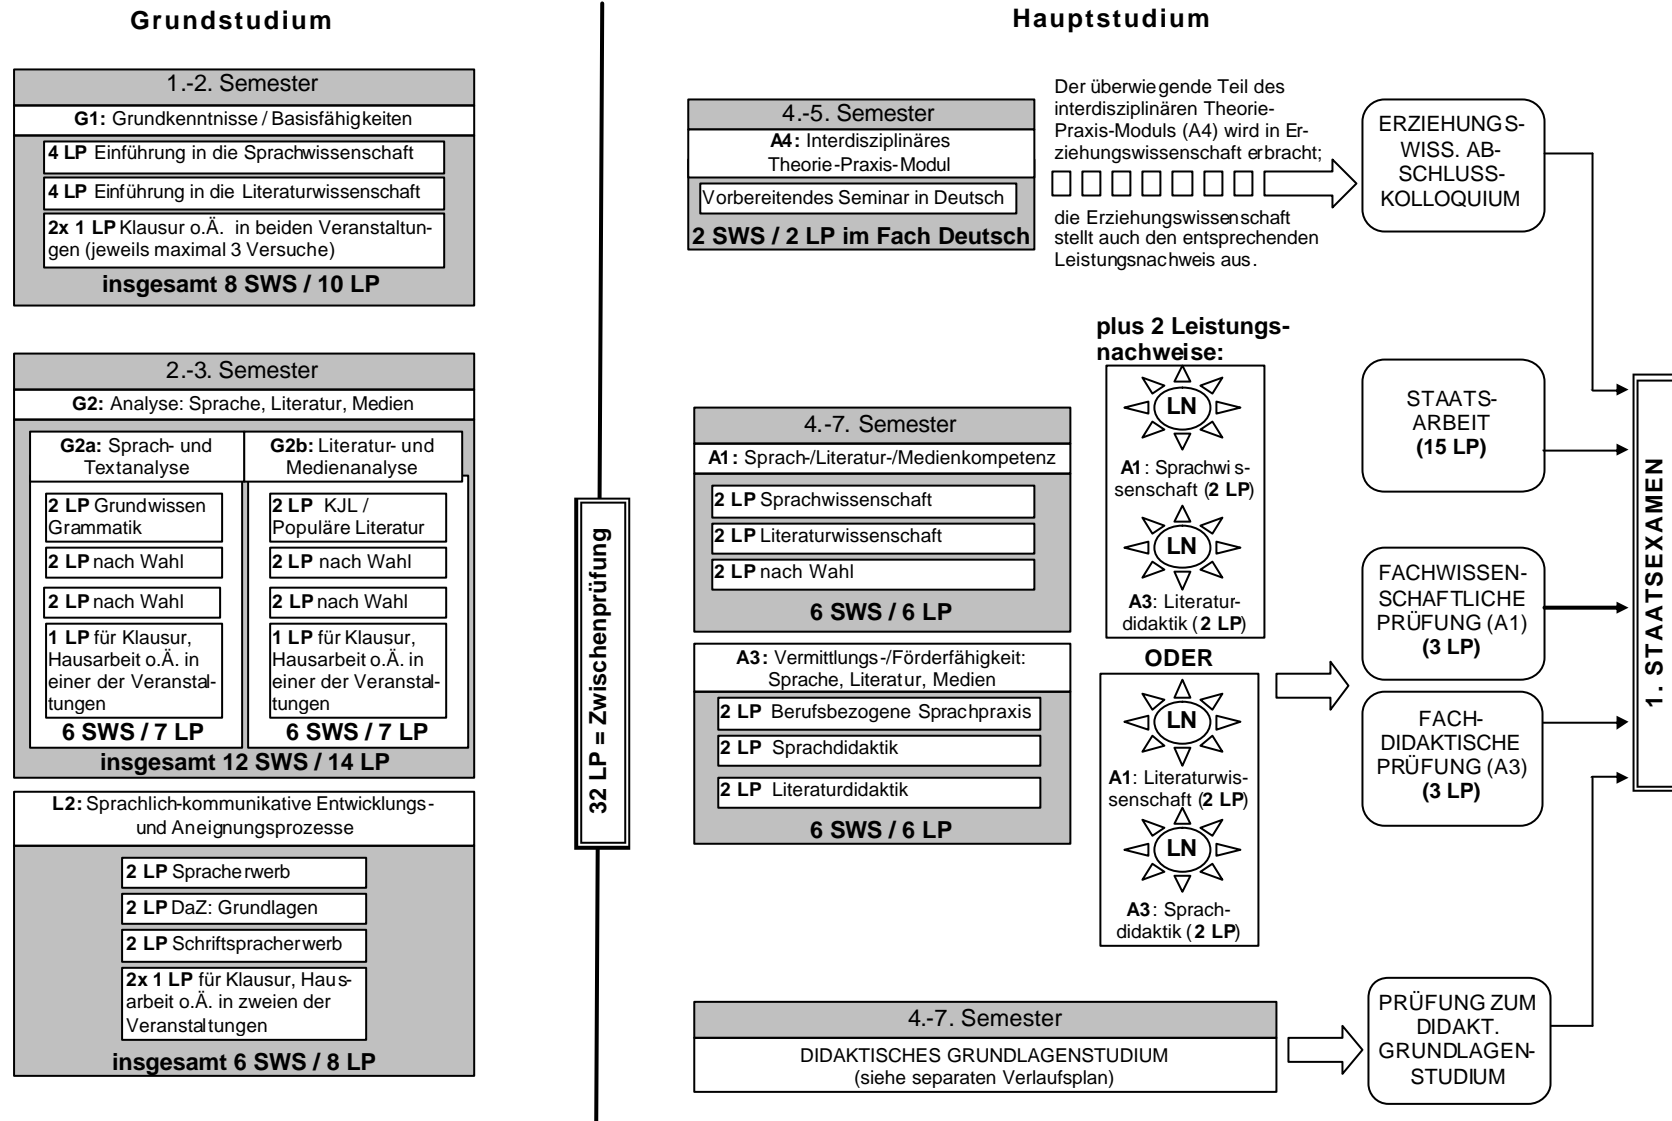 Grundstudium
1.-2. Semester
G1: Grundkenntnisse / Basisfähigkeiten
4 LP Einführung in die Sprachwissenschaft
4 LP Einführung in die Literaturwissenschaft
2x 1 LP Klausur o.Ä. in beiden Veranstaltun-
gen (jeweils maximal 3 Versuche)
insgesamt 8 SWS / 10 LP
2.-3. Semester
G2: Analyse: Sprache, Literatur, Medien
G2a: Sprach- und
Textanalyse
2 LP Grundwissen
Grammatik
2 LP nach Wahl
2 LP nach Wahl
1 LP für Klausur,
Hausarbeit o.Ä. in
einer der Veranstal-
tungen
6 SWS / 7 LP
G2b: Literatur- und
Medienanalyse
2 LP KJL /
Populäre Literatur
2 LP nach Wahl
2 LP nach Wahl
1 LP für Klausur,
Hausarbeit o.Ä. in
einer der Veranstal-
tungen
6 SWS / 7 LP
insgesamt 12 SWS / 14 LP
L2: Sprachlich-kommunikative Entwicklungs-
und Aneignungsprozesse
2 LP Spracherwerb
2 LP DaZ: Grundlagen
2 LP Schriftspracherwerb
2x 1 LP für Klausur, Haus-
arbeit o.Ä. in zweien der
Veranstaltungen
insgesamt 6 SWS / 8 LP
32 LP = Zwischenprüfung
Hauptstudium
4.-5. Semester
A4: Interdisziplinäres
Theorie-Praxis-Modul
Vorbereitendes Seminar in Deutsch
2 SWS / 2 LP im Fach Deutsch
Der überwiegende Teil des
interdisziplinären Theorie-
Praxis-Moduls (A4) wird in Er-
ziehungswissenschaft erbracht;
die Erziehungswissenschaft
stellt auch den entsprechenden
Leistungsnachweis aus.
ERZIEHUNGS-
WISS. AB-
SCHLUSS-
KOLLOQUIUM
4.-7. Semester
A1: Sprach-/Literatur-/Medienkompetenz
2 LP Sprachwissenschaft
2 LP Literaturwissenschaft
2 LP nach Wahl
6 SWS / 6 LP
A3: Vermittlungs-/Förderfähigkeit:
Sprache, Literatur, Medien
2 LP Berufsbezogene Sprachpraxis
2 LP Sprachdidaktik
2 LP Literaturdidaktik
6 SWS / 6 LP
plus 2 Leistungs-
nachweise:
LN
A1: Sprachwis-
senschaft (2 LP)
LN
A3: Literatur-
didaktik (2 LP)
ODER
LN
A1: Literaturwis-
senschaft (2 LP)
LN
A3: Sprach-
didaktik (2 LP)
STAATS-
ARBEIT
(15 LP)
FACHWISSEN-
SCHAFTLICHE
PRÜFUNG (A1)
(3 LP)
FACH-
DIDAKTISCHE
PRÜFUNG (A3)
(3 LP)
4.-7. Semester
DIDAKTISCHES GRUNDLAGENSTUDIUM
(siehe separaten Verlaufsplan)
PRÜFUNG ZUM
DIDAKT.
GRUNDLAGEN-
STUDIUM
1. STAATSEXAMEN